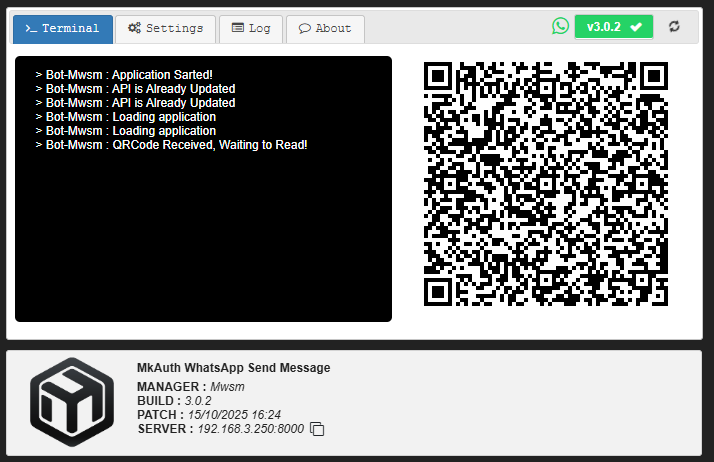 Terminal
Settings
Log
About
v3.0.2
> Bot-Mwsm : Application Sarted!
> Bot-Mwsm : API is Already Updated
> Bot-Mwsm : API is Already Updated
> Bot-Mwsm : Loading application
> Bot-Mwsm : Loading application
> Bot-Mwsm : QRCode Received, Waiting to Read!
MkAuth WhatsApp Send Message
MANAGER : Mwsm
BUILD : 3.0.2
PATCH : 15/10/2025 16:24
SERVER : 192.168.3.250:8000